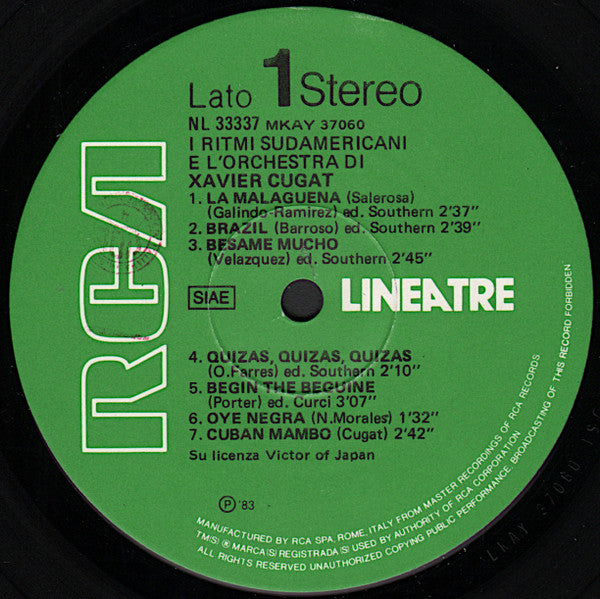 Lato 1 Stereo
NL 33337 MKAY 37060
I RITMI SUDAMERICANI
E L'ORCHESTRA DI
XAVIER CUGAT
1. LA MALAGUENA (Salerosa)
(Galindo-Ramirez) ed. Southern 2'37"
2. BRAZIL (Barroso) ed. Southern 2'39"
3. BESAME MUCHO
(Velazquez) ed. Southern 2'45"
RCA
SIAE
LINEATRE
4. QUIZAS, QUIZAS, QUIZAS
(O.Farres) ed. Southern 2'10"
5. BEGIN THE BEGUINE
(Porter) ed. Curci 3'07"
6. OYE NEGRA (N.Morales) 1'32"
7. CUBAN MAMBO (Cugat) 2'42"
Su licenza Victor of Japan
Ⓟ '83
MANUFACTURED BY RCA SPA, ROME, ITALY FROM MASTER RECORDINGS OF RCA RECORDS
TM(S) ® MARCA(S) REGISTRADA(S) USED BY AUTHORITY OF RCA CORPORATION
ALL RIGHTS RESERVED UNAUTHORIZED COPYING PUBLIC PERFORMANCE, BROADCASTING OF THIS RECORD FORBIDDEN